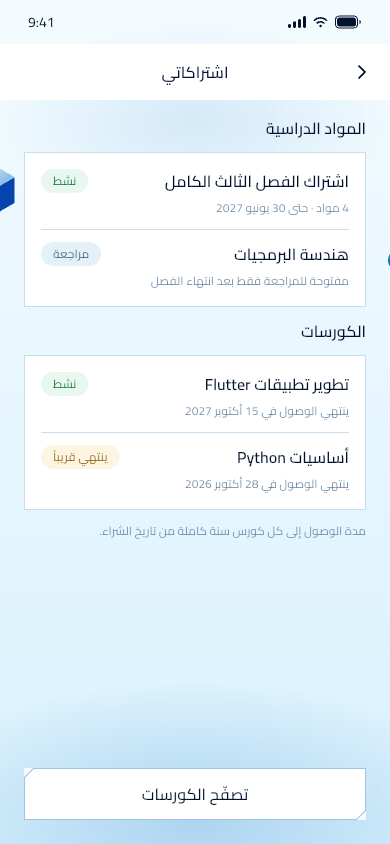 9:41
اشتراكاتي
المواد الدراسية
اشتراك الفصل الثالث الكامل
نشط
4 مواد · حتى 30 يونيو 2027
هندسة البرمجيات
مراجعة
مفتوحة للمراجعة فقط بعد انتهاء الفصل
الكورسات
تطوير تطبيقات Flutter
نشط
ينتهي الوصول في 15 أكتوبر 2027
أساسيات Python
ينتهي قريباً
ينتهي الوصول في 28 أكتوبر 2026
مدة الوصول إلى كل كورس سنة كاملة من تاريخ الشراء.
تصفّح الكورسات